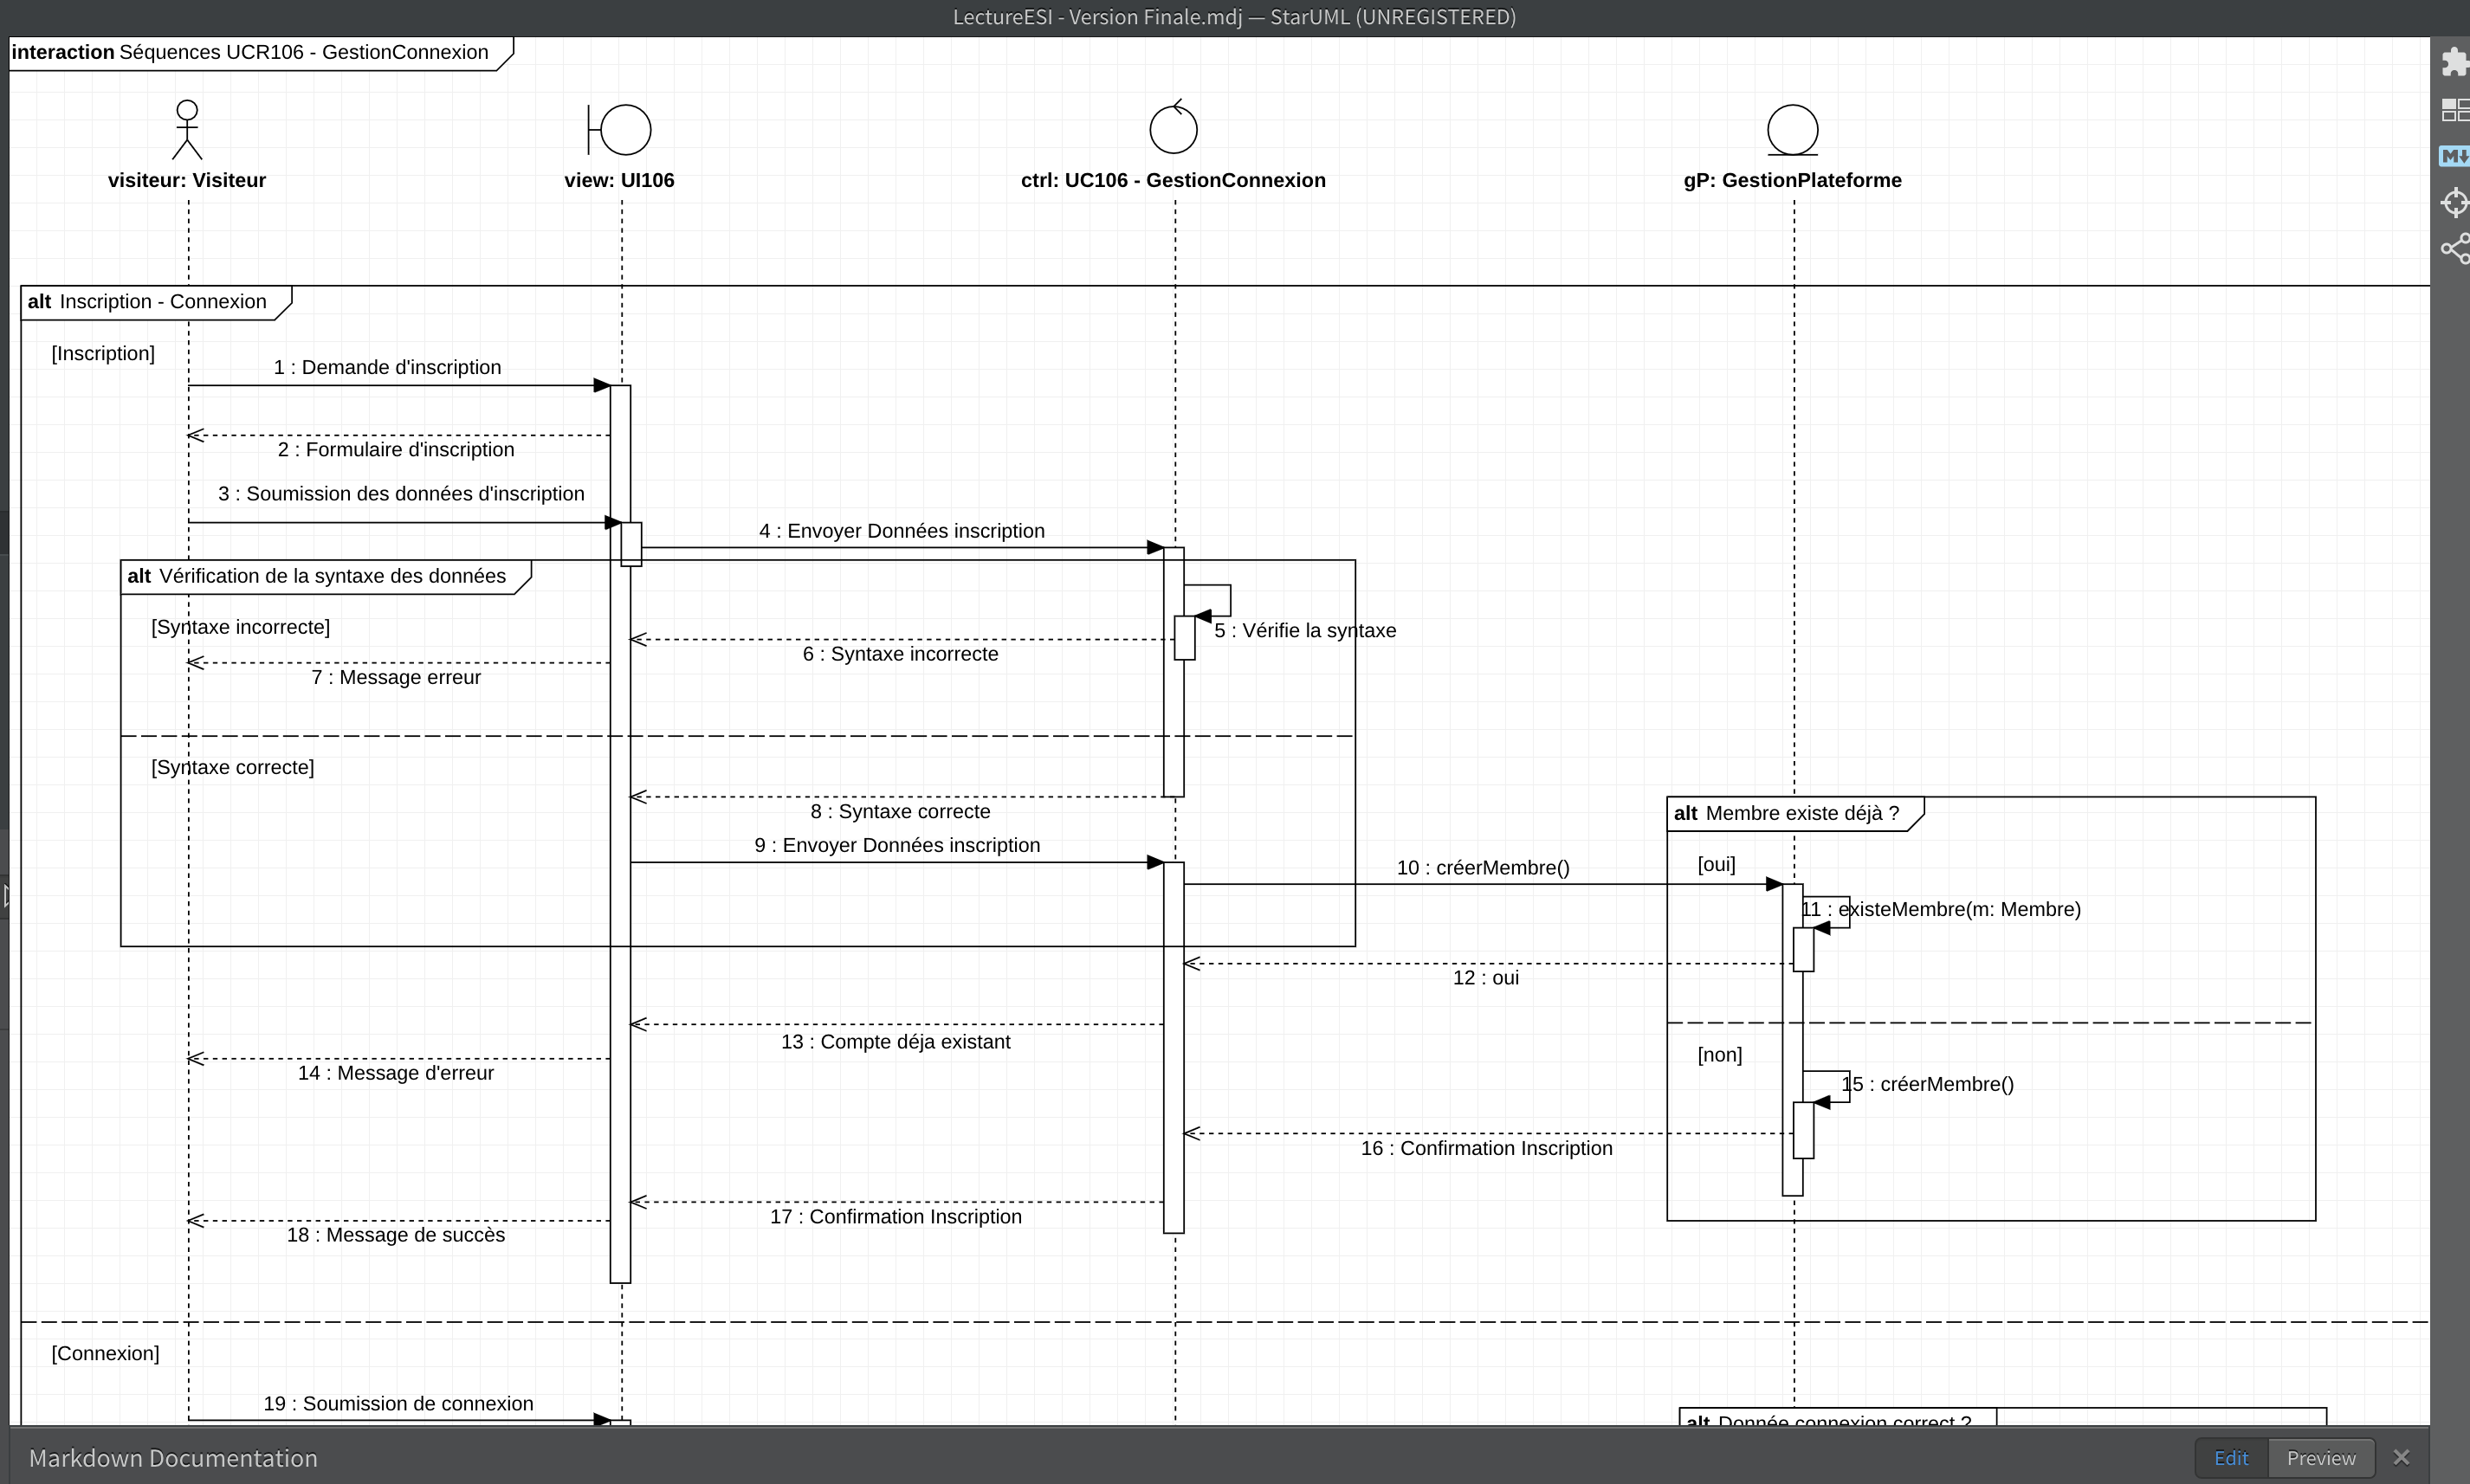 LectureESI - Version Finale.mdj — StarUML (UNREGISTERED)
interaction Séquences UCR106 - GestionConnexion
visiteur: Visiteur
view: UI106
ctrl: UC106 - GestionConnexion
gP: GestionPlateforme
alt Inscription - Connexion
[Inscription]
1 : Demande d'inscription
2 : Formulaire d'inscription
3 : Soumission des données d'inscription
4 : Envoyer Données inscription
alt Vérification de la syntaxe des données
[Syntaxe incorrecte]
5 : Vérifie la syntaxe
6 : Syntaxe incorrecte
7 : Message erreur
[Syntaxe correcte]
8 : Syntaxe correcte
alt Membre existe déjà ?
9 : Envoyer Données inscription
[oui]
10 : créerMembre()
11 : existeMembre(m: Membre)
12 : oui
13 : Compte déja existant
[non]
14 : Message d'erreur
15 : créerMembre()
16 : Confirmation Inscription
17 : Confirmation Inscription
18 : Message de succès
[Connexion]
19 : Soumission de connexion
alt Donnée connexion correct ?
Markdown Documentation
Edit
Preview
M